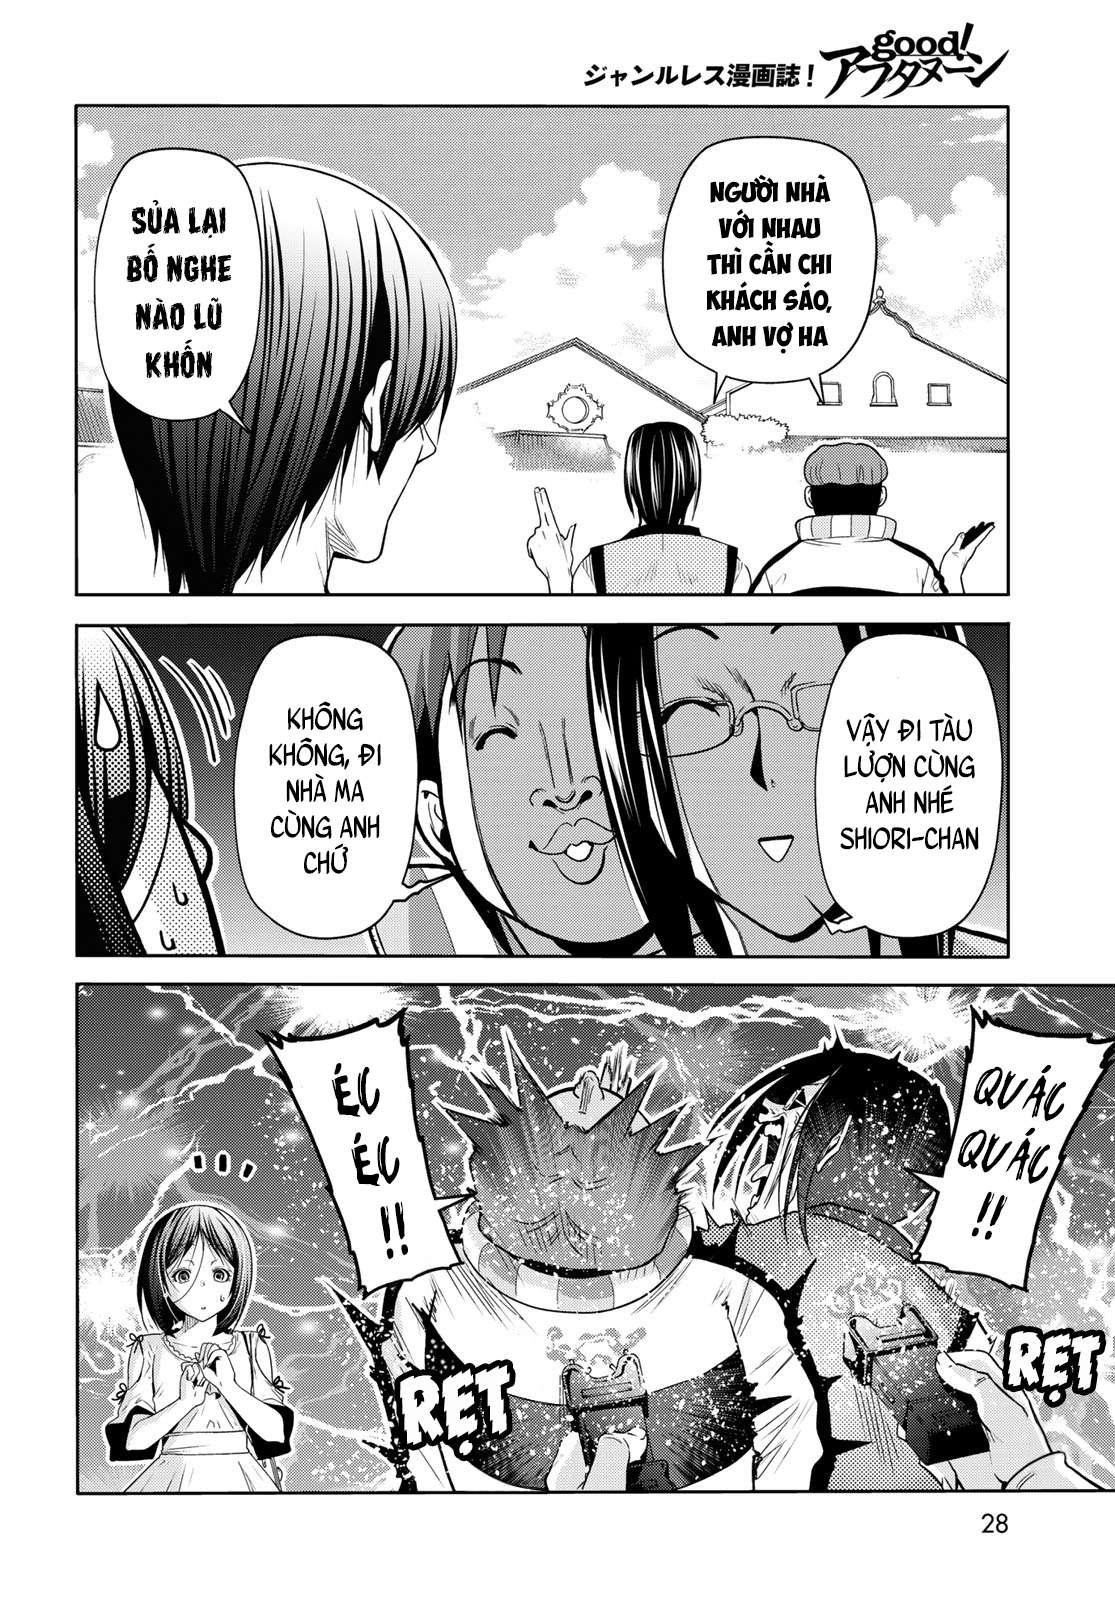 ジャンルレス漫画誌!
good!
アフタヌーン
NGƯỜI NHÀ
VỚI NHAU
THÌ CẦN CHI
KHÁCH SÁO,
ANH VỢ HA
SỦA LẠI
BỐ NGHE
NÀO LŨ
KHỐN
VẬY ĐI TÀU
LƯỢN CÙNG
ANH NHÉ
SHIORI-CHAN
KHÔNG
KHÔNG, ĐI
NHÀ MA
CÙNG ANH
CHỨ
QUÁC
QUÁC
!!
ÉC
ÉC
!!
RẸT
RẸT
28